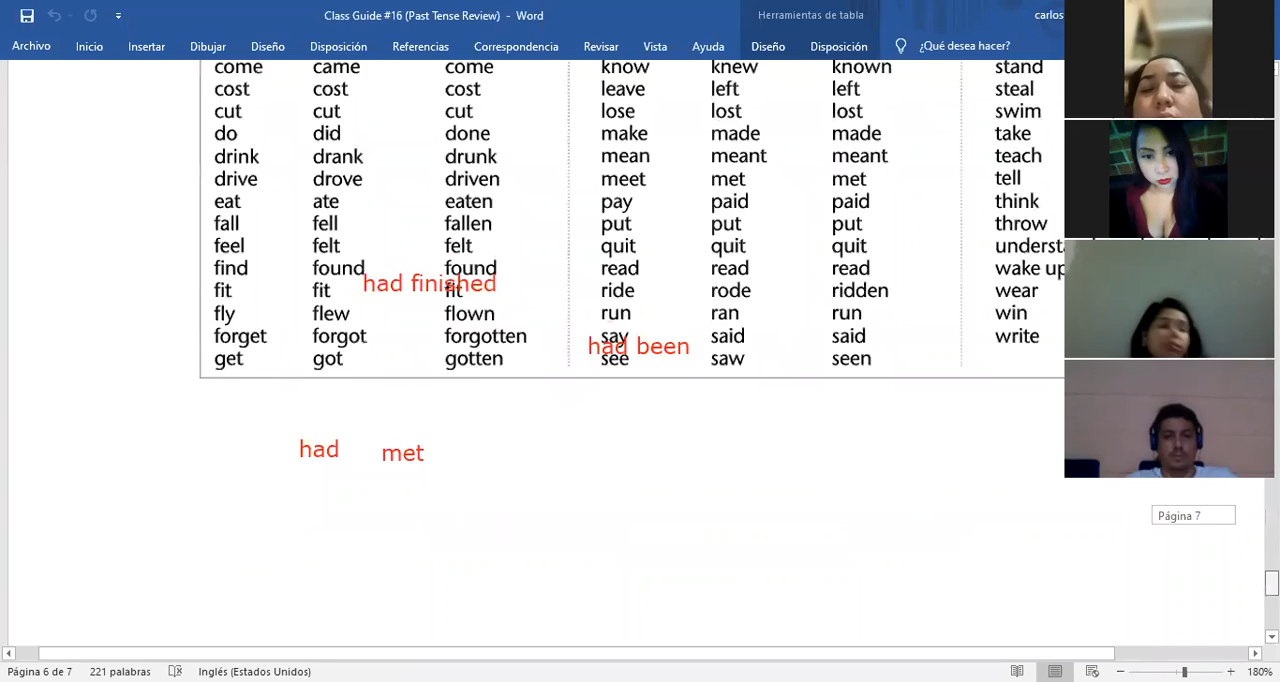 Class Guide #16 (Past Tense Review) - Word
Herramientas de tabla
carlos
Archivo Inicio Insertar Dibujar Diseño Disposición Referencias Correspondencia Revisar Vista Ayuda Diseño Disposición ¿Qué desea hacer?
come came come know knew known stand
cost cost cost leave left left steal
cut cut cut lose lost lost swim
do did done make made made take
drink drank drunk mean meant meant teach
drive drove driven meet met met tell
eat ate eaten pay paid paid think
fall fell fallen put put put throw
feel felt felt quit quit quit underst
find found found read read read wake up
had finished
fit fit fit ride rode ridden wear
fly flew flown run ran run win
forget forgot forgotten say said said write
had been
get got gotten see saw seen
had met
Página 7
Página 6 de 7 221 palabras Inglés (Estados Unidos) 180%